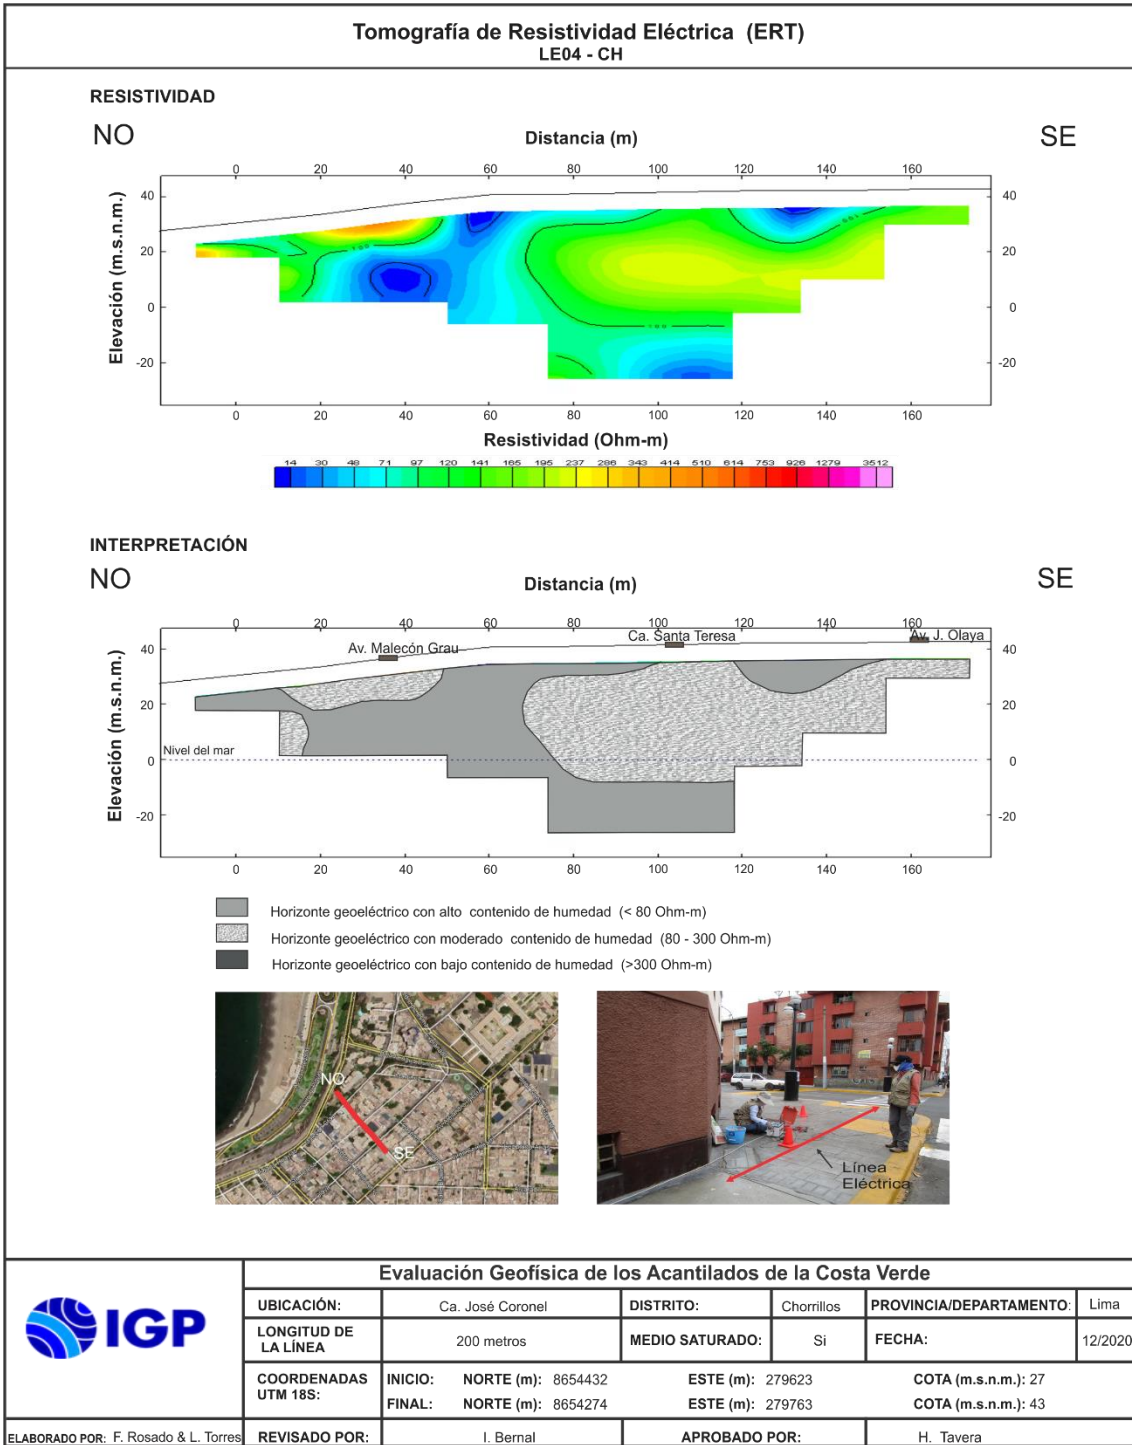 Tomografía de Resistividad Eléctrica (ERT)
LE04 - CH
RESISTIVIDAD
NO
SE
Distancia (m)
0 20 40 60 80 100 120 140 160
Elevación (m.s.n.m.)
40 40
20 20
0 0
-20 -20
100
100
100
0 20 40 60 80 100 120 140 160
Resistividad (Ohm-m)
14 30 48 71 97 120 141 165 195 237 286 343 414 510 614 753 926 1279 3512
INTERPRETACIÓN
NO
SE
Distancia (m)
0 20 40 60 80 100 120 140 160
Elevación (m.s.n.m.)
Av. Malecón Grau
Ca. Santa Teresa
Av. J. Olaya
40 40
20 20
Nivel del mar
0 0
-20 -20
0 20 40 60 80 100 120 140 160
Horizonte geoeléctrico con alto contenido de humedad (< 80 Ohm-m)
Horizonte geoeléctrico con moderado contenido de humedad (80 - 300 Ohm-m)
Horizonte geoeléctrico con bajo contenido de humedad (>300 Ohm-m)
NO
SE
Línea
Eléctrica
IGP
Evaluación Geofísica de los Acantilados de la Costa Verde
UBICACIÓN: Ca. José Coronel DISTRITO: Chorrillos PROVINCIA/DEPARTAMENTO: Lima
LONGITUD DE
LA LÍNEA 200 metros MEDIO SATURADO: Si FECHA: 12/2020
COORDENADAS
UTM 18S:
INICIO: NORTE (m): 8654432 ESTE (m): 279623 COTA (m.s.n.m.): 27
FINAL: NORTE (m): 8654274 ESTE (m): 279763 COTA (m.s.n.m.): 43
ELABORADO POR: F. Rosado & L. Torres REVISADO POR: I. Bernal APROBADO POR: H. Tavera